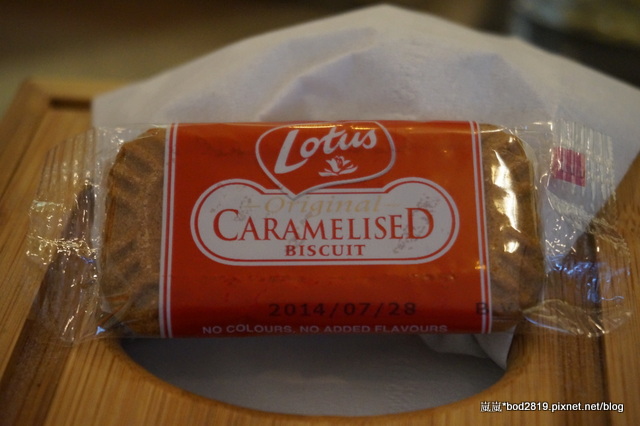 Lotus
Original
CARAMELISED
BISCUIT
2014/07/28
NO COLOURS, NO ADDED FLAVOURS
嵐嵐*bod2819.pixnet.net/blog